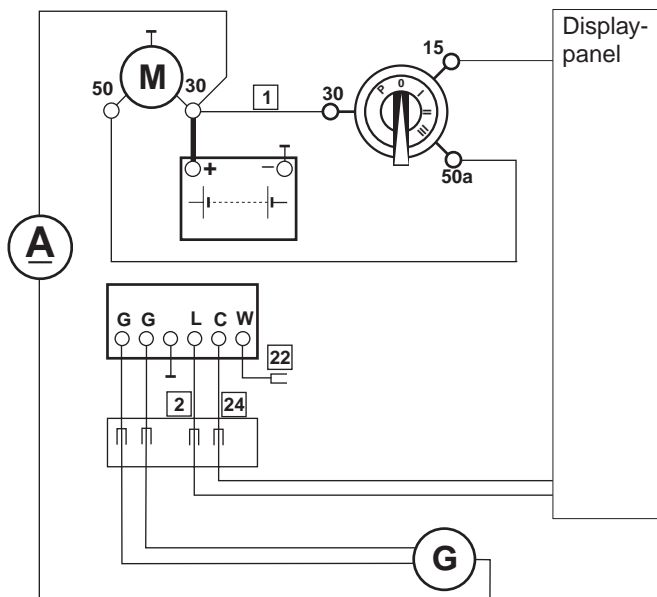 Display-
panel
15
M
50
30
1
30
P 0 I II III
50a
+
−
A
G G L C W
22
2
24
G